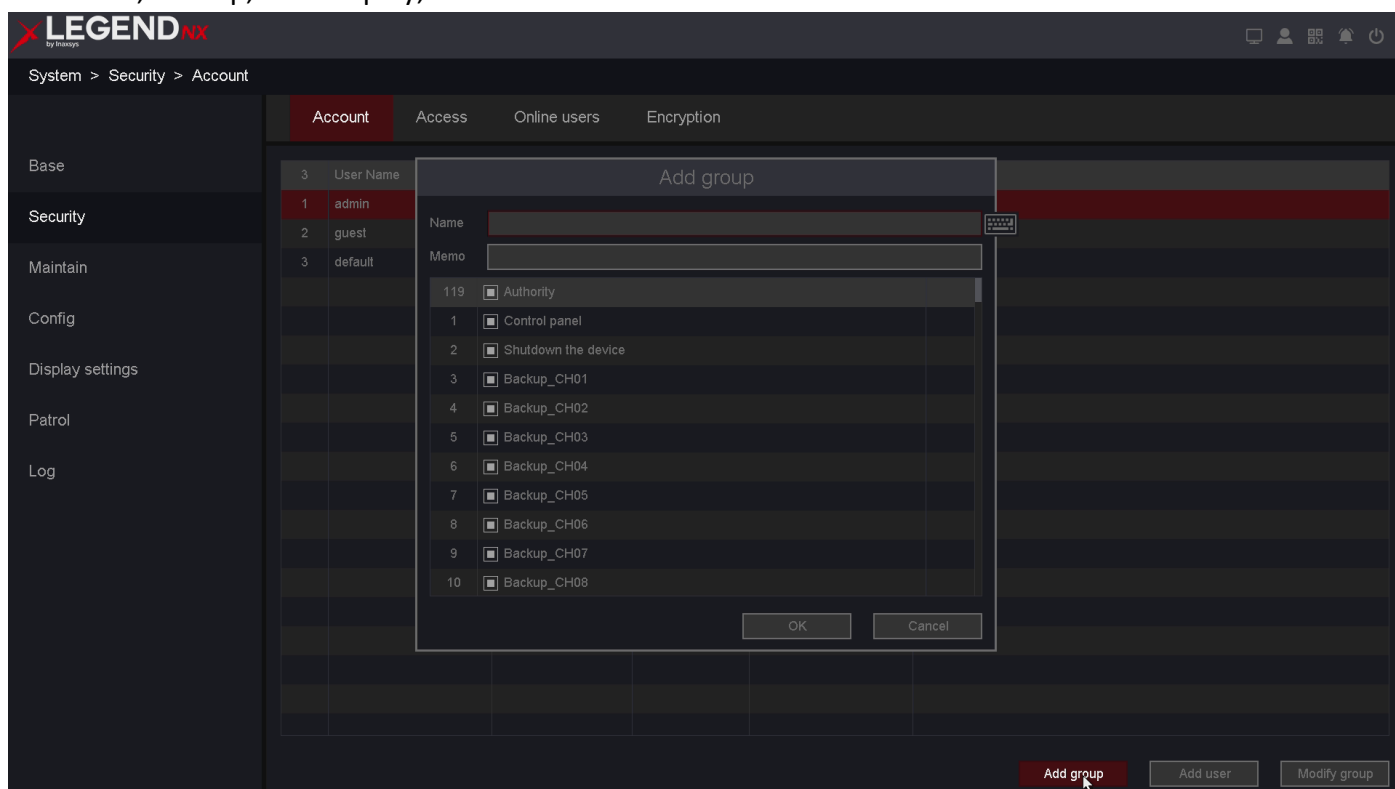 LEGEND NX
by Inaxsys
System > Security > Account
Account Access Online users Encryption
Base
Security
Maintain
Config
Display settings
Patrol
Log
3 User Name
1 admin
2 guest
3 default
Add group
Name
Memo
119 Authority
1 Control panel
2 Shutdown the device
3 Backup_CH01
4 Backup_CH02
5 Backup_CH03
6 Backup_CH04
7 Backup_CH05
8 Backup_CH06
9 Backup_CH07
10 Backup_CH08
OK Cancel
Add group Add user Modify group